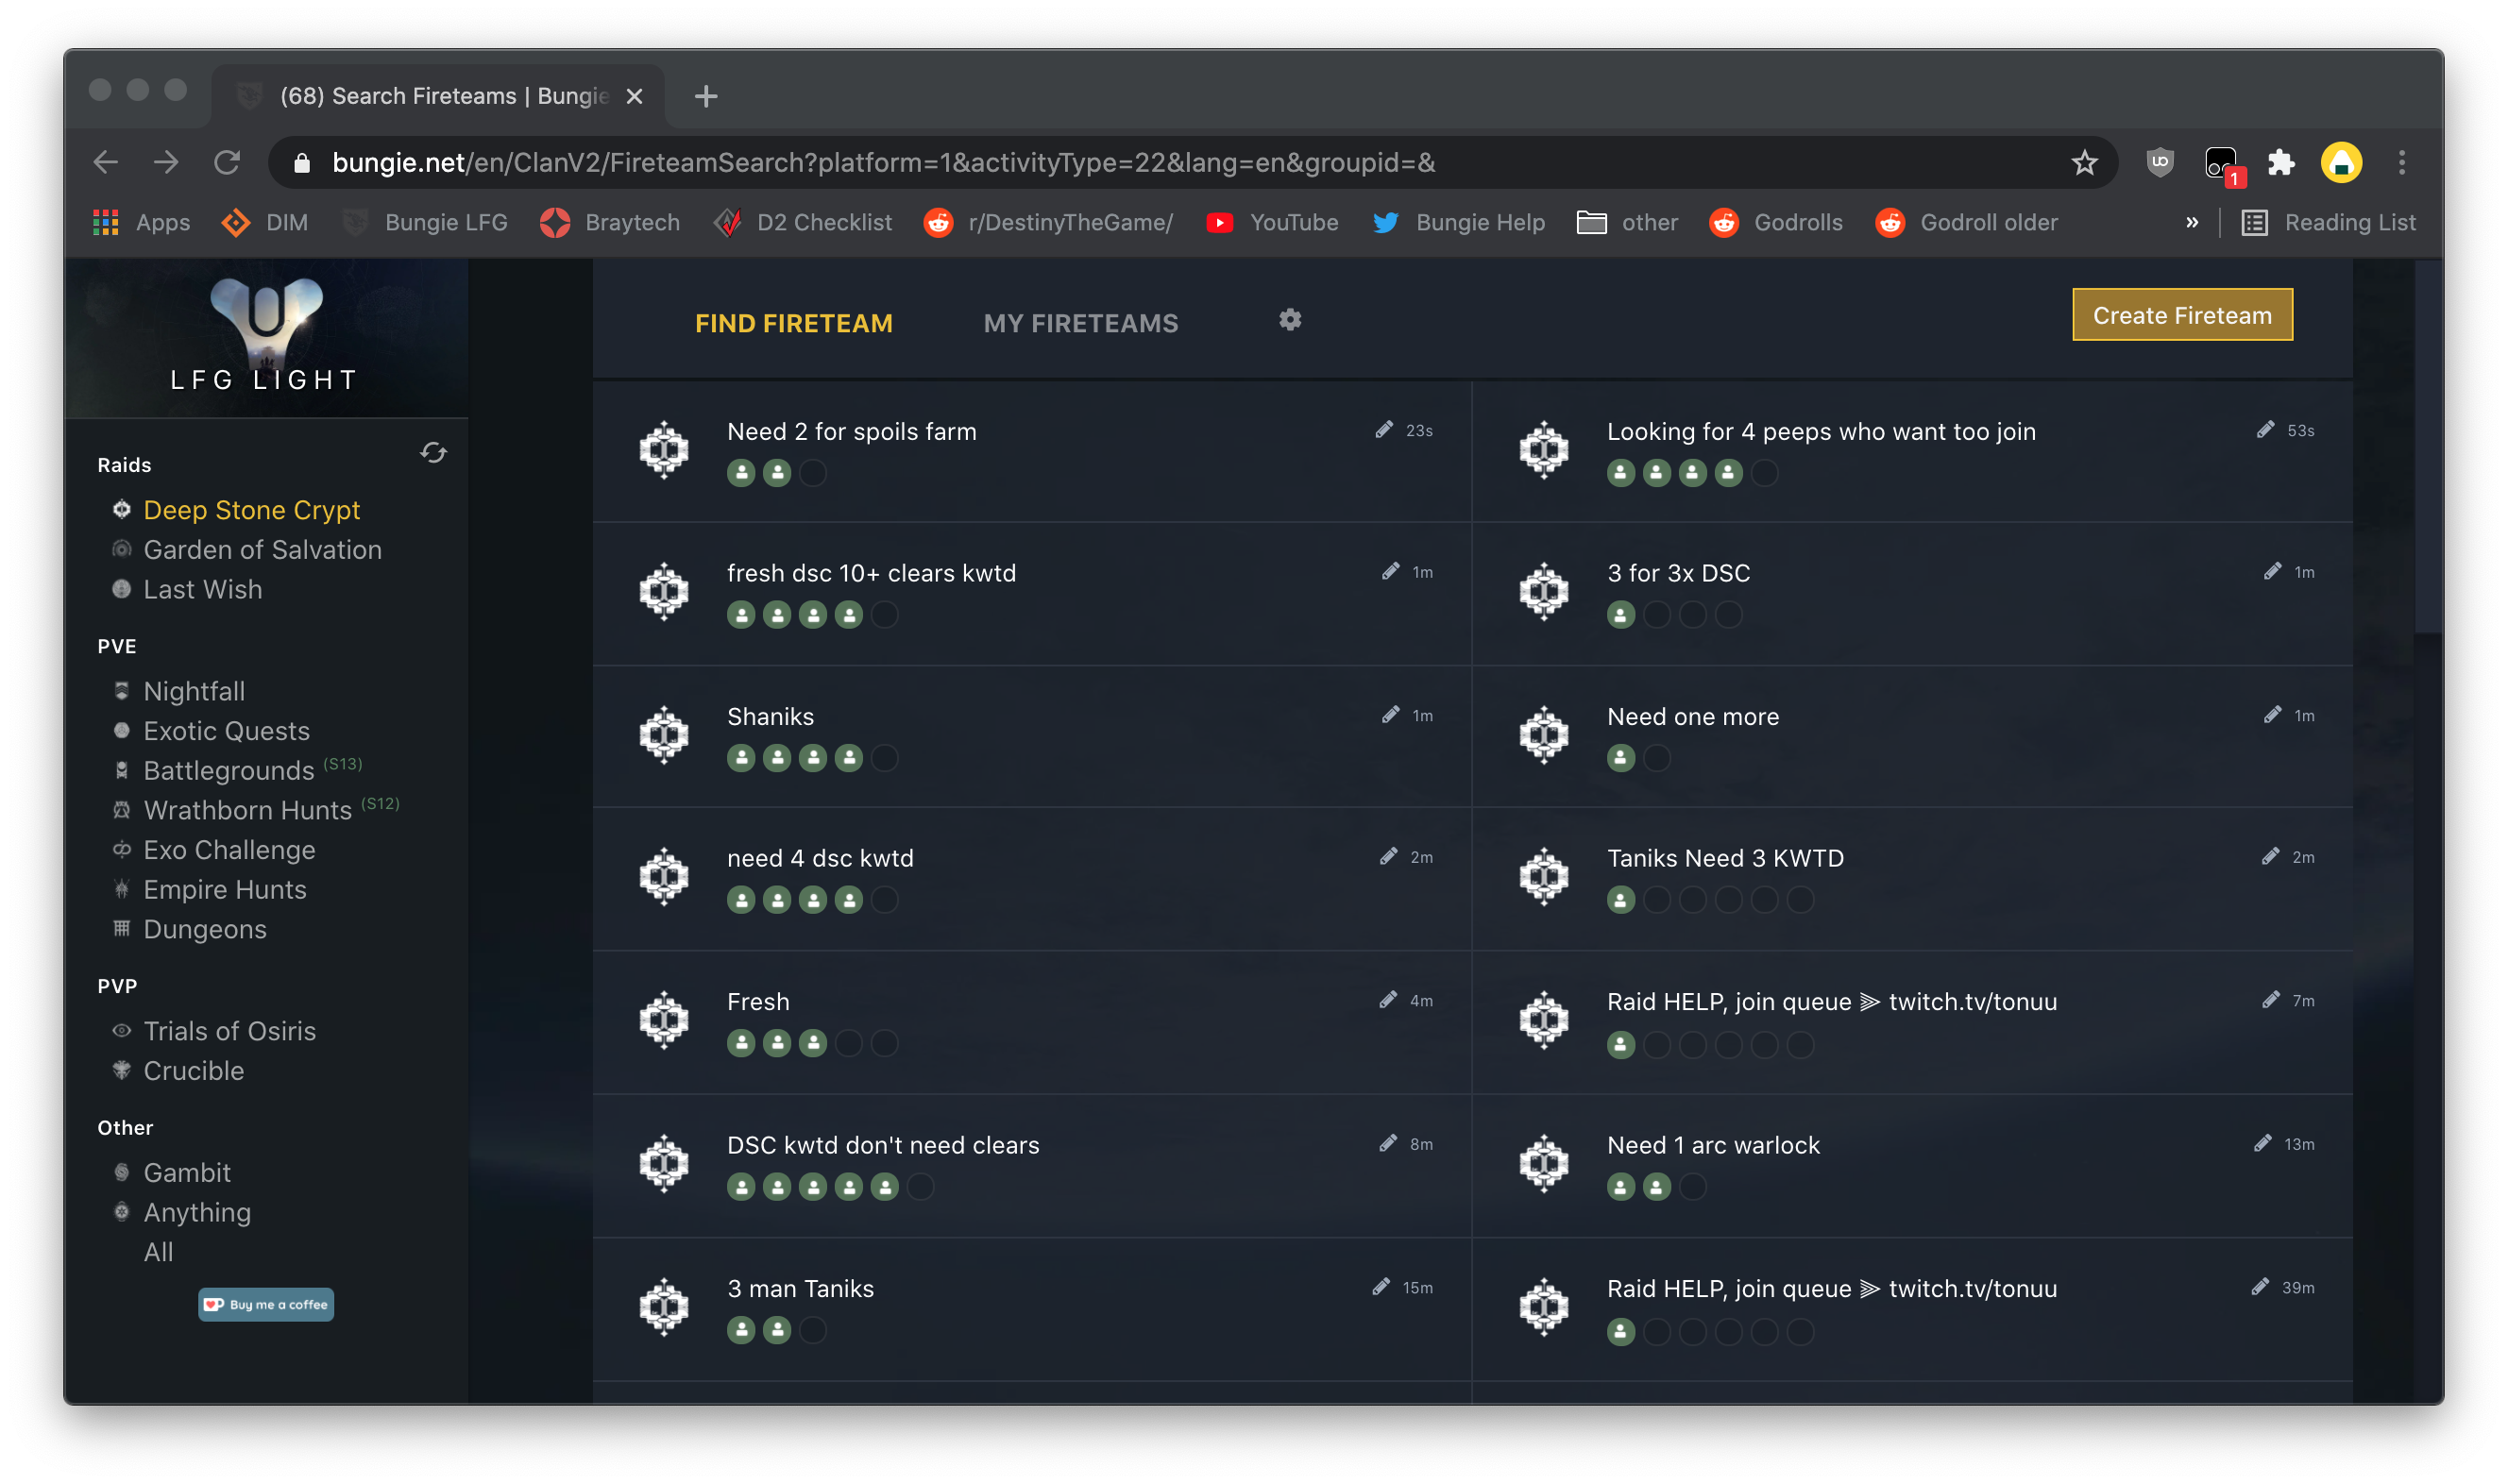 (68) Search Fireteams | Bungie
bungie.net/en/ClanV2/FireteamSearch?platform=1&activityType=22&lang=en&groupid=&
1
Apps
DIM
Bungie LFG
Braytech
D2 Checklist
r/DestinyTheGame/
YouTube
Bungie Help
other
Godrolls
Godroll older
»
Reading List
LFG LIGHT
Raids
Deep Stone Crypt
Garden of Salvation
Last Wish
PVE
Nightfall
Exotic Quests
Battlegrounds (S13)
Wrathborn Hunts (S12)
Exo Challenge
Empire Hunts
Dungeons
PVP
Trials of Osiris
Crucible
Other
Gambit
Anything
All
Buy me a coffee
FIND FIRETEAM
MY FIRETEAMS
Create Fireteam
Need 2 for spoils farm
23s
Looking for 4 peeps who want too join
53s
fresh dsc 10+ clears kwtd
1m
3 for 3x DSC
1m
Shaniks
1m
Need one more
1m
need 4 dsc kwtd
2m
Taniks Need 3 KWTD
2m
Fresh
4m
Raid HELP, join queue ⫸ twitch.tv/tonuu
7m
DSC kwtd don't need clears
8m
Need 1 arc warlock
13m
3 man Taniks
15m
Raid HELP, join queue ⫸ twitch.tv/tonuu
39m